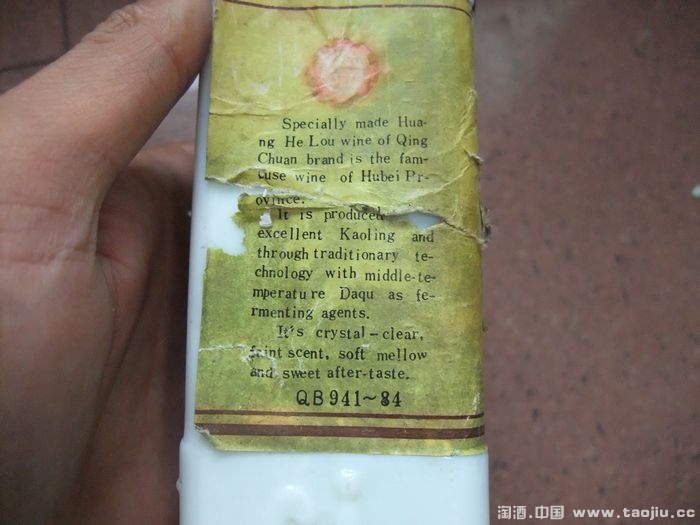 Specially made Hua-
ng He Lou wine of Qing
Chuan brand is the fam-
cuse wine of Hubei Pr-
ovince.
It is produced
excellent Kaoling and
through traditionary te-
chnology with middle-te-
mperature Daqu as fe-
rmenting agents.
It's crystal-clear,
faint scent, soft mellow
and sweet after-taste.
QB941~84
淘酒.中国 www.taojiu.cc